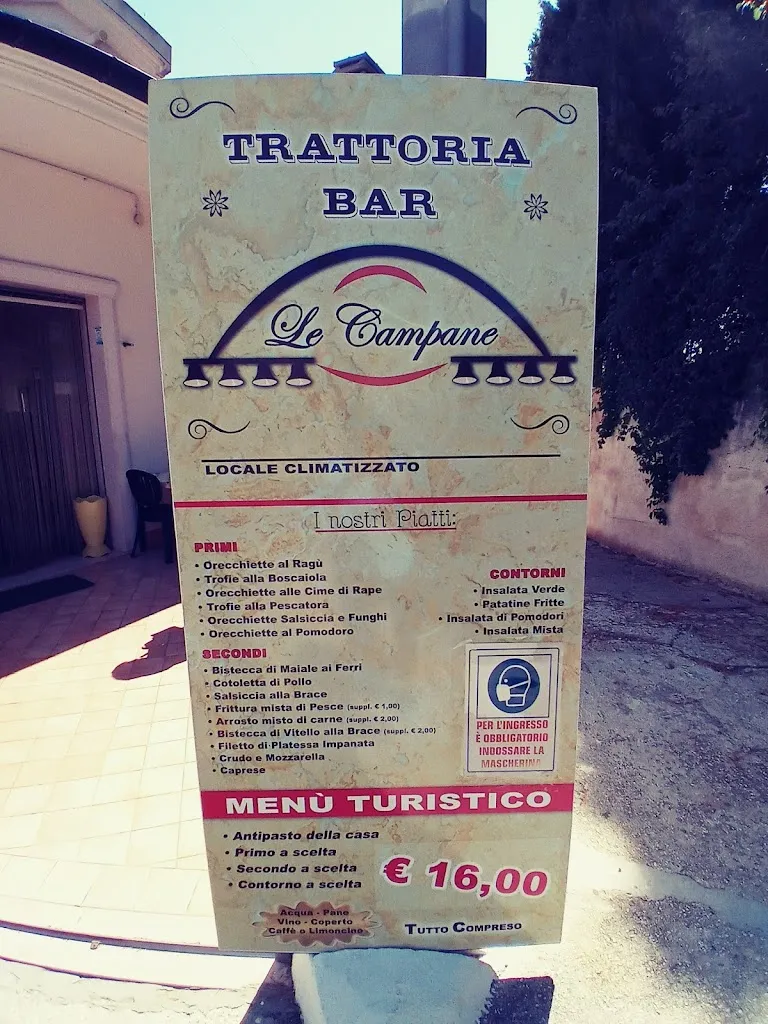 TRATTORIA
BAR
Le Campane
LOCALE CLIMATIZZATO
I nostri Piatti:
PRIMI
• Orecchiette al Ragù
• Trofie alla Boscaiola
• Orecchiette alle Cime di Rape
• Trofie alla Pescatora
• Orecchiette Salsiccia e Funghi
• Orecchiette al Pomodoro
CONTORNI
• Insalata Verde
• Patatine Fritte
• Insalata di Pomodori
• Insalata Mista
SECONDI
• Bistecca di Maiale ai Ferri
• Cotoletta di Pollo
• Salsiccia alla Brace
• Frittura mista di Pesce (suppl. € 1,00)
• Arrosto misto di carne (suppl. € 2,00)
• Bistecca di Vitello alla Brace (suppl. € 2,00)
• Filetto di Platessa Impanata
• Crudo e Mozzarella
• Caprese
PER L'INGRESSO
È OBBLIGATORIO
INDOSSARE LA
MASCHERINA
MENÙ TURISTICO
• Antipasto della casa
• Primo a scelta
• Secondo a scelta
• Contorno a scelta
€ 16,00
Acqua - Pane
Vino - Coperto
Caffè o Limoncino
TUTTO COMPRESO